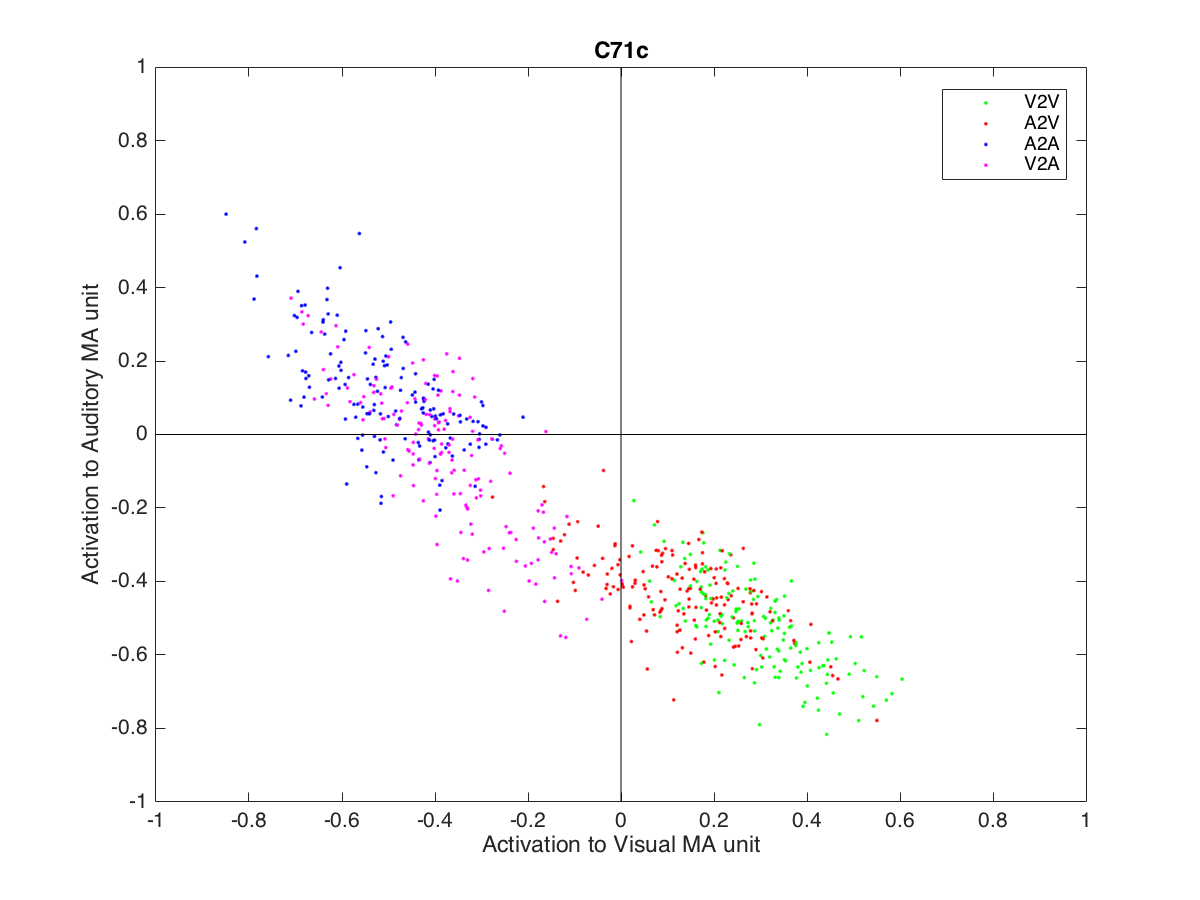 C71c
1
0.8
0.6
0.4
0.2
0
-0.2
-0.4
-0.6
-0.8
-1
Activation to Auditory MA unit
V2V
A2V
A2A
V2A
-1 -0.8 -0.6 -0.4 -0.2 0 0.2 0.4 0.6 0.8 1
Activation to Visual MA unit